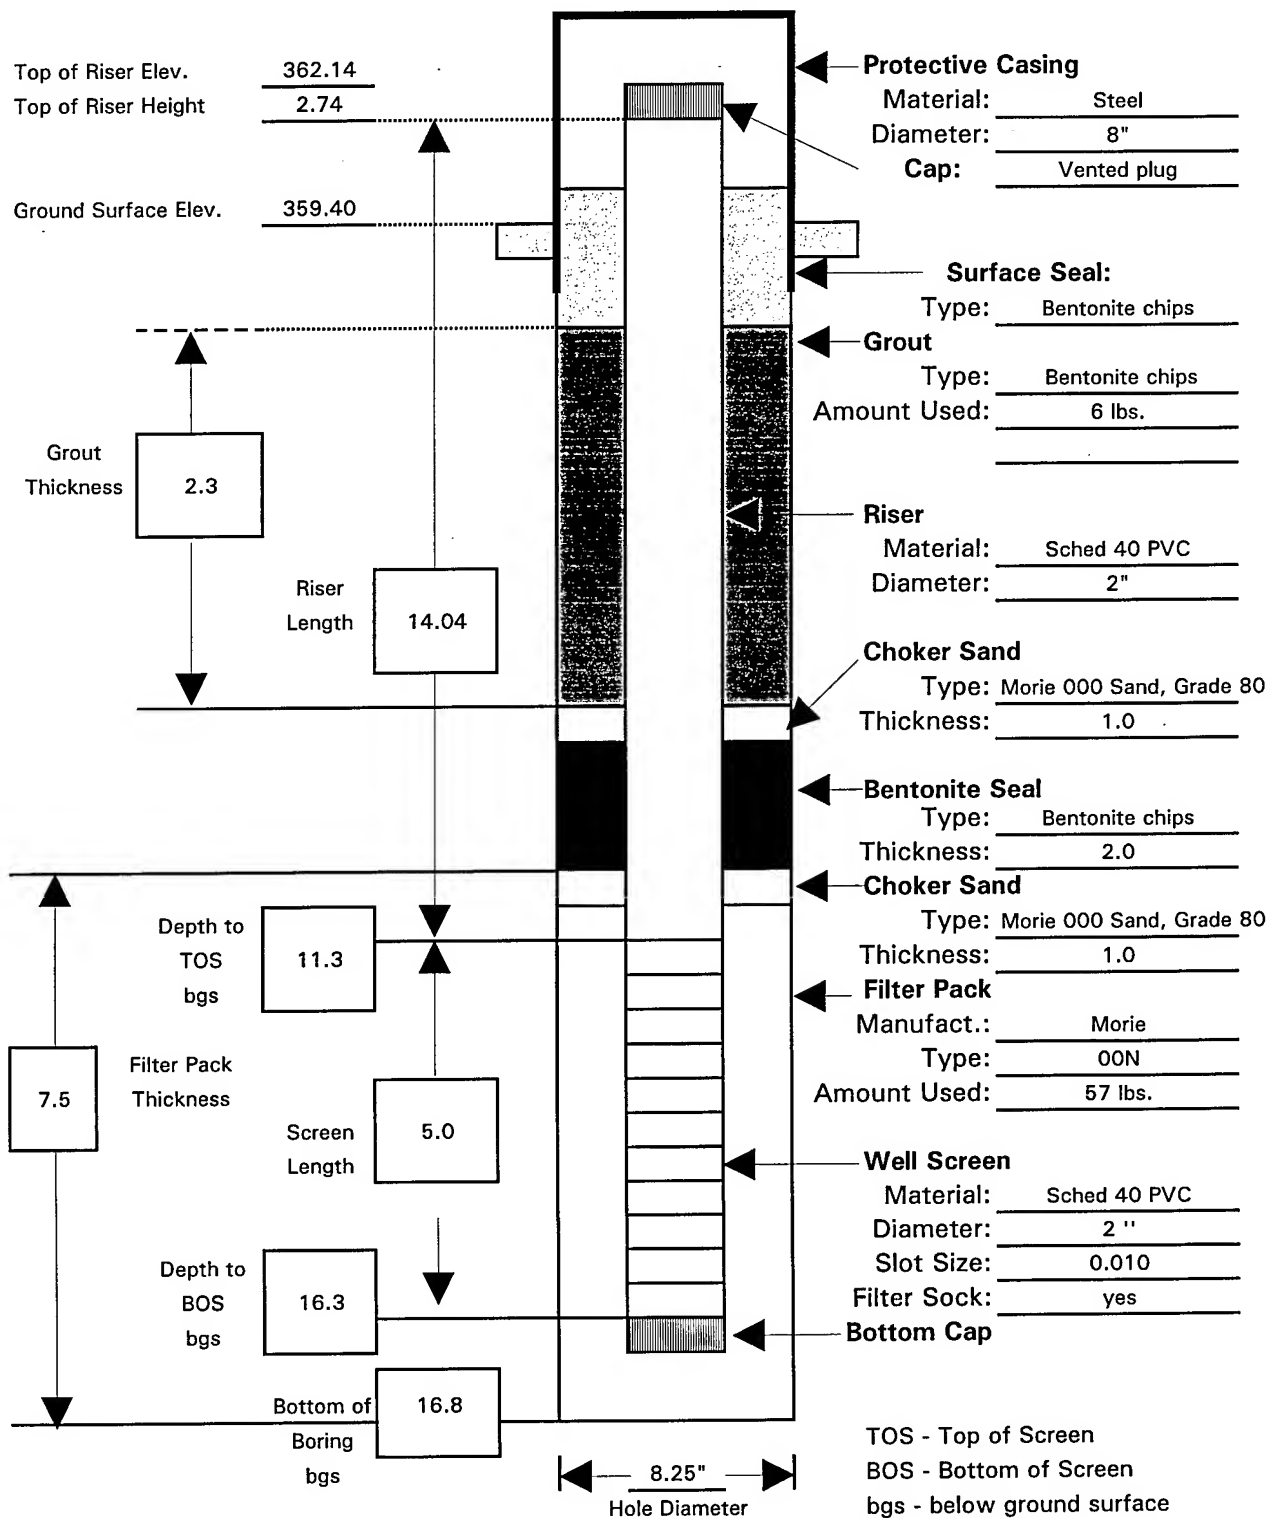 Top of Riser Elev. 362.14
Top of Riser Height 2.74
Ground Surface Elev. 359.40
Grout
Thickness
2.3
Riser
Length
14.04
Depth to
TOS
bgs
11.3
7.5
Filter Pack
Thickness
Screen
Length
5.0
Depth to
BOS
bgs
16.3
Bottom of
Boring
bgs
16.8
8.25"
Hole Diameter
Protective Casing
Material: Steel
Diameter: 8"
Cap: Vented plug
Surface Seal:
Type: Bentonite chips
Grout
Type: Bentonite chips
Amount Used: 6 lbs.
Riser
Material: Sched 40 PVC
Diameter: 2"
Choker Sand
Type: Morie 000 Sand, Grade 80
Thickness: 1.0
Bentonite Seal
Type: Bentonite chips
Thickness: 2.0
Choker Sand
Type: Morie 000 Sand, Grade 80
Thickness: 1.0
Filter Pack
Manufact.: Morie
Type: 00N
Amount Used: 57 lbs.
Well Screen
Material: Sched 40 PVC
Diameter: 2 ''
Slot Size: 0.010
Filter Sock: yes
Bottom Cap
TOS - Top of Screen
BOS - Bottom of Screen
bgs - below ground surface